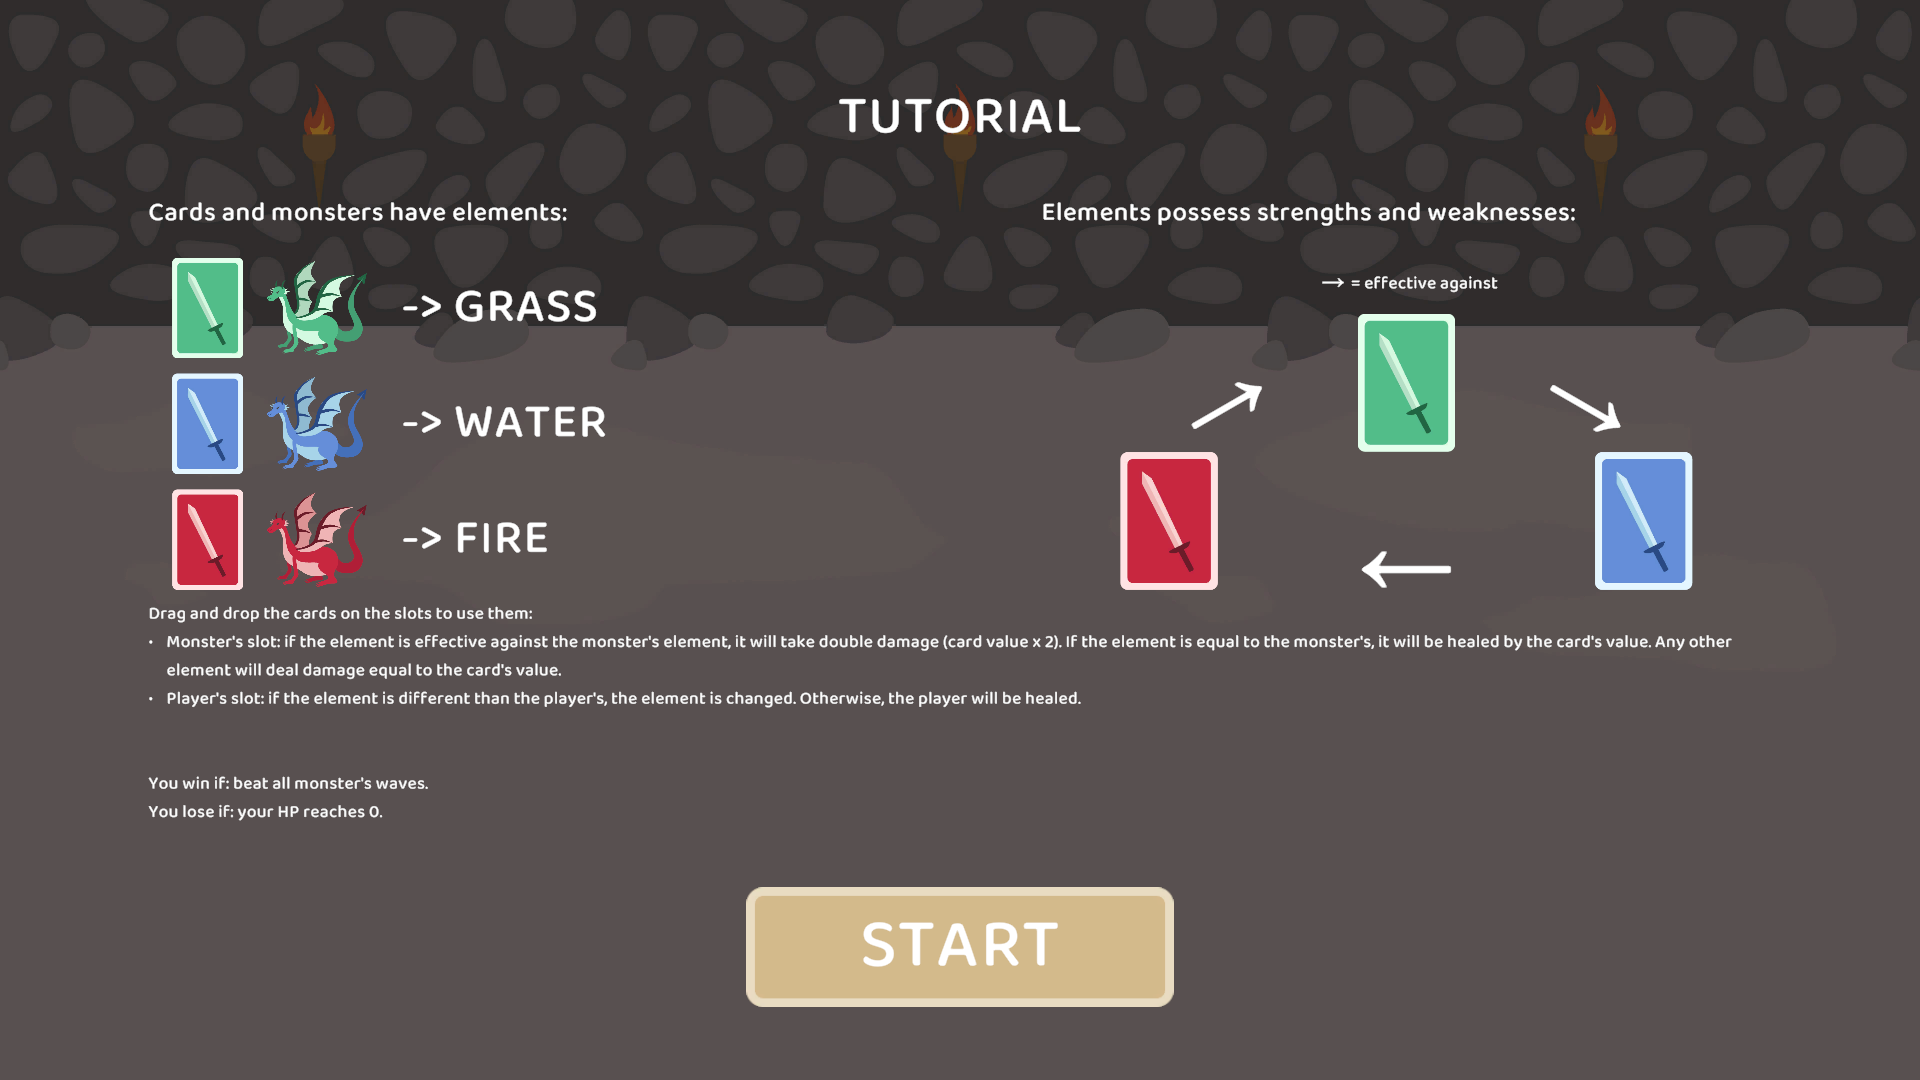 TUTORIAL
Cards and monsters have elements:
-> GRASS
-> WATER
-> FIRE
Elements possess strengths and weaknesses:
→ = effective against
Drag and drop the cards on the slots to use them:
• Monster's slot: if the element is effective against the monster's element, it will take double damage (card value x 2). If the element is equal to the monster's, it will be healed by the card's value. Any other
element will deal damage equal to the card's value.
• Player's slot: if the element is different than the player's, the element is changed. Otherwise, the player will be healed.
You win if: beat all monster's waves.
You lose if: your HP reaches 0.
START